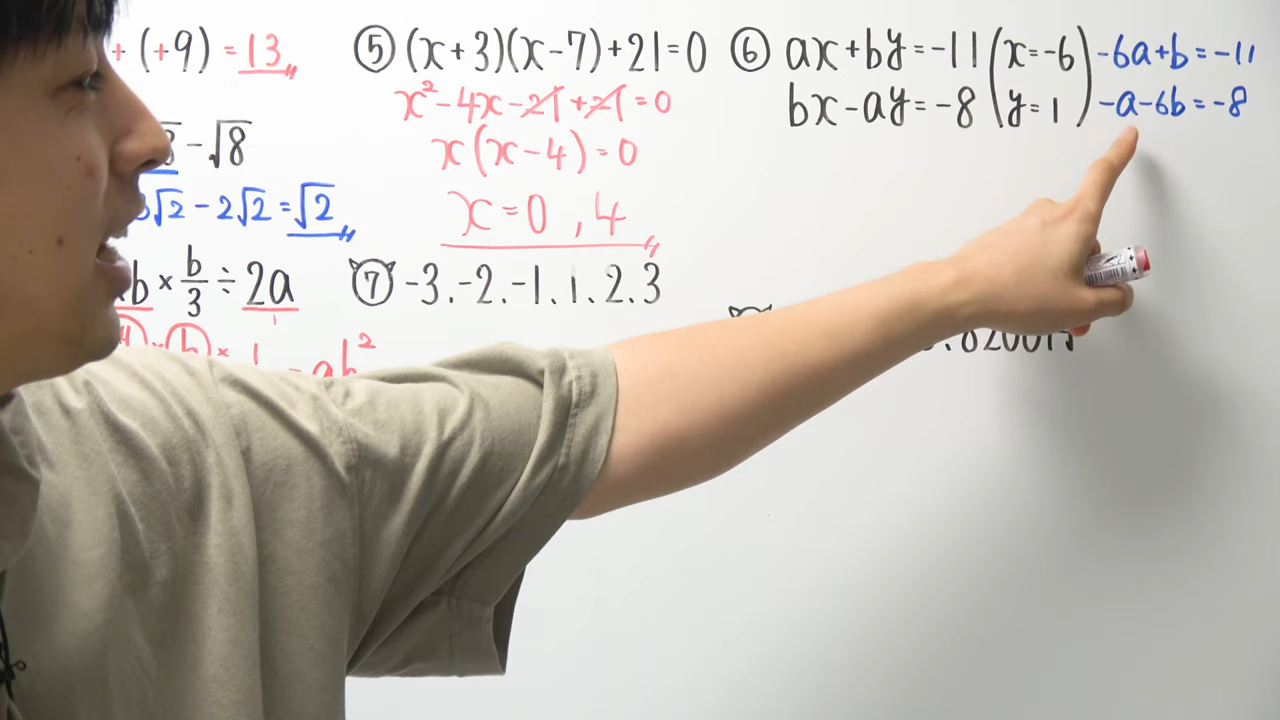 + (+9) = 13
- √8
√2 - 2√2 = √2
b × b/3 ÷ 2a
⑤ (x+3)(x-7)+21=0
x²-4x-21+21=0
x(x-4)=0
x=0,4
⑦ -3.-2.-1.1.2.3
⑥ ax+by=-11 (x=-6) -6a+b=-11
bx-ay=-8 (y=1) -a-6b=-8